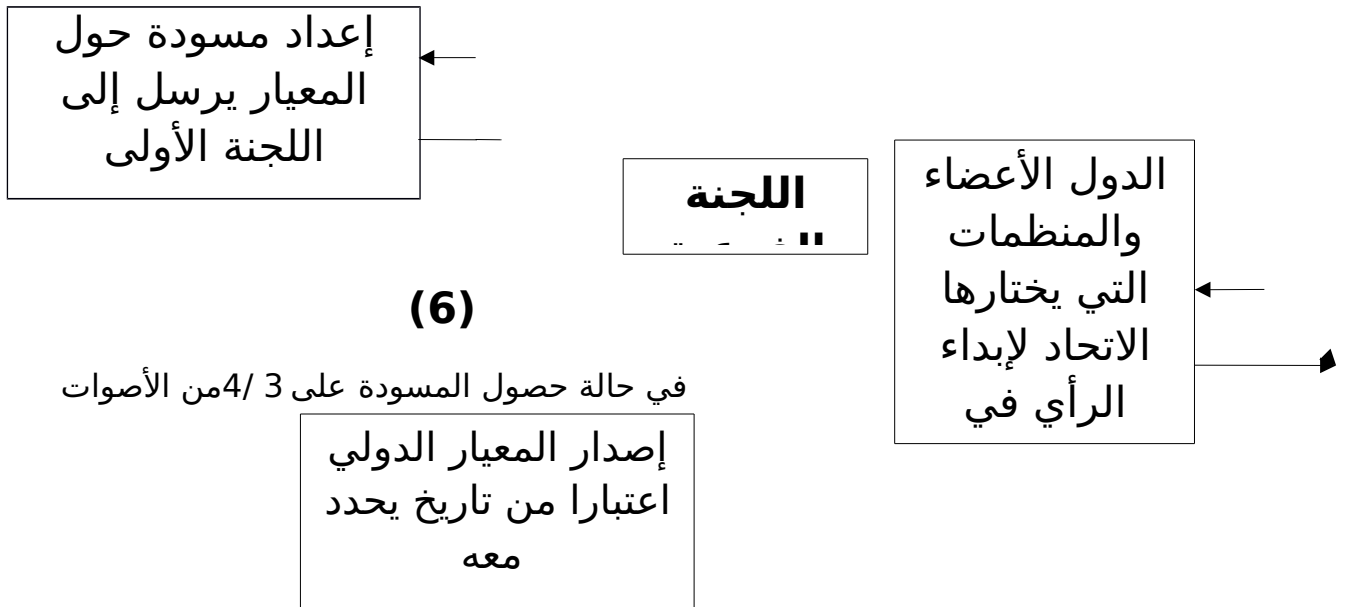 إعداد مسودة حول
المعيار يرسل إلى
اللجنة الأولى
اللجنة
الدول الأعضاء
والمنظمات
التي يختارها
الاتحاد لإبداء
الرأي في
(6)
في حالة حصول المسودة على 3 /4من الأصوات
إصدار المعيار الدولي
اعتبارا من تاريخ يحدد
معه